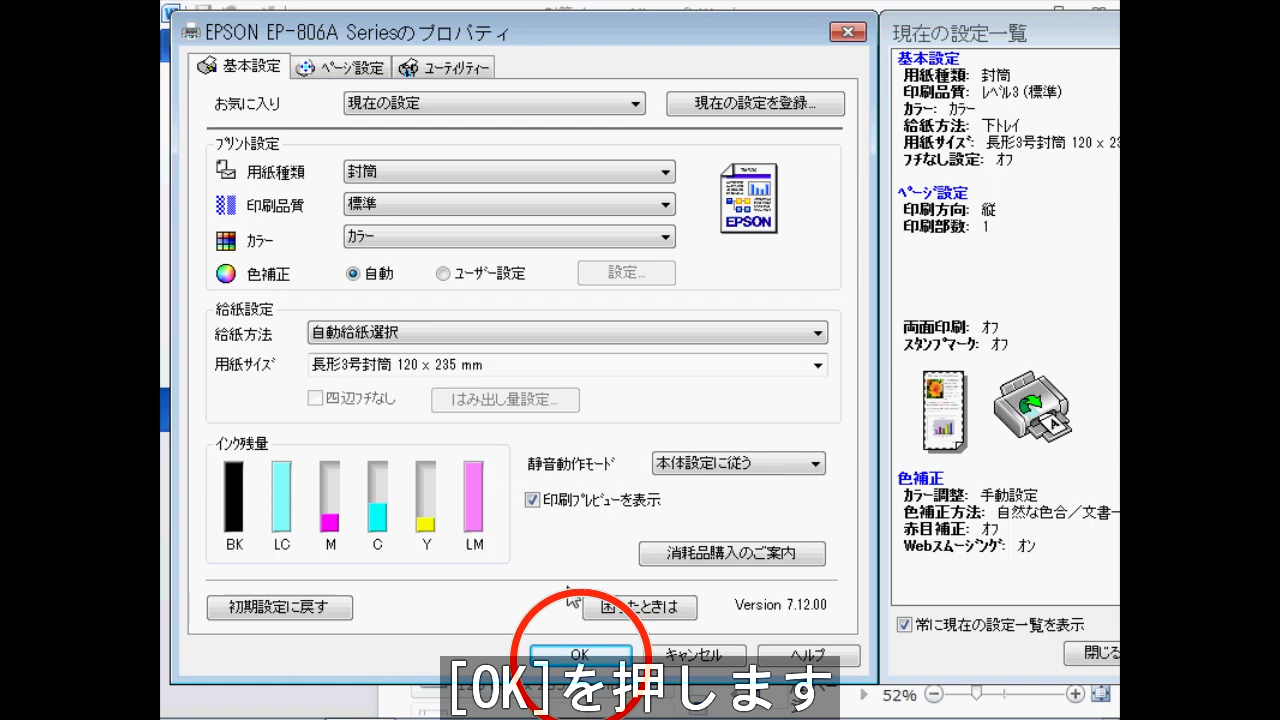 EPSON EP-806A Seriesのプロパティ
基本設定
ページ設定
ユーティリティー
お気に入り
現在の設定
現在の設定を登録...
プリント設定
用紙種類
封筒
印刷品質
標準
カラー
カラー
色補正
自動
ユーザー設定
設定...
EPSON
給紙設定
給紙方法
自動給紙選択
用紙サイズ
長形3号封筒 120 x 235 mm
四辺フチなし
はみ出し量設定...
インク残量
BK
LC
M
C
Y
LM
静音動作モード
本体設定に従う
印刷プレビューを表示
消耗品購入のご案内
初期設定に戻す
困ったときは
Version 7.12.00
OK
キャンセル
ヘルプ
現在の設定一覧
基本設定
用紙種類: 封筒
印刷品質: レベル3 (標準)
カラー: カラー
給紙方法: 下トレイ
用紙サイズ: 長形3号封筒 120 x 23
フチなし設定: オフ
ページ設定
印刷方向: 縦
印刷部数: 1
両面印刷: オフ
スタンプマーク: オフ
A
色補正
カラー調整: 手動設定
色補正方法: 自然な色合/文書ー
赤目補正: オフ
Webスムージング: オン
常に現在の設定一覧を表示
閉じる
52%
[OK]を押します